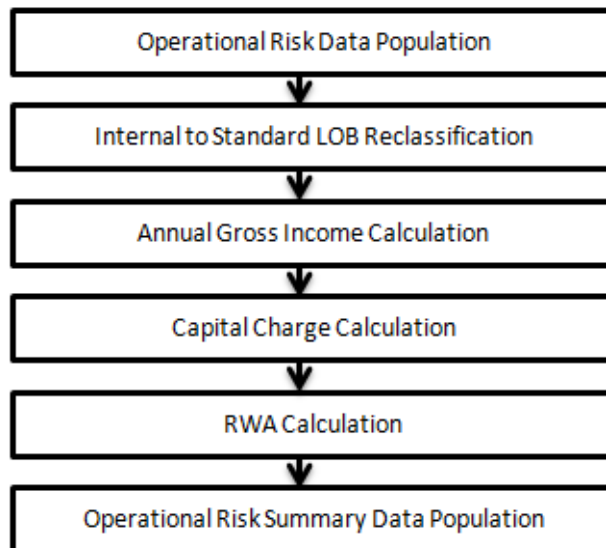 Operational Risk Data Population
Internal to Standard LOB Reclassification
Annual Gross Income Calculation
Capital Charge Calculation
RWA Calculation
Operational Risk Summary Data Population